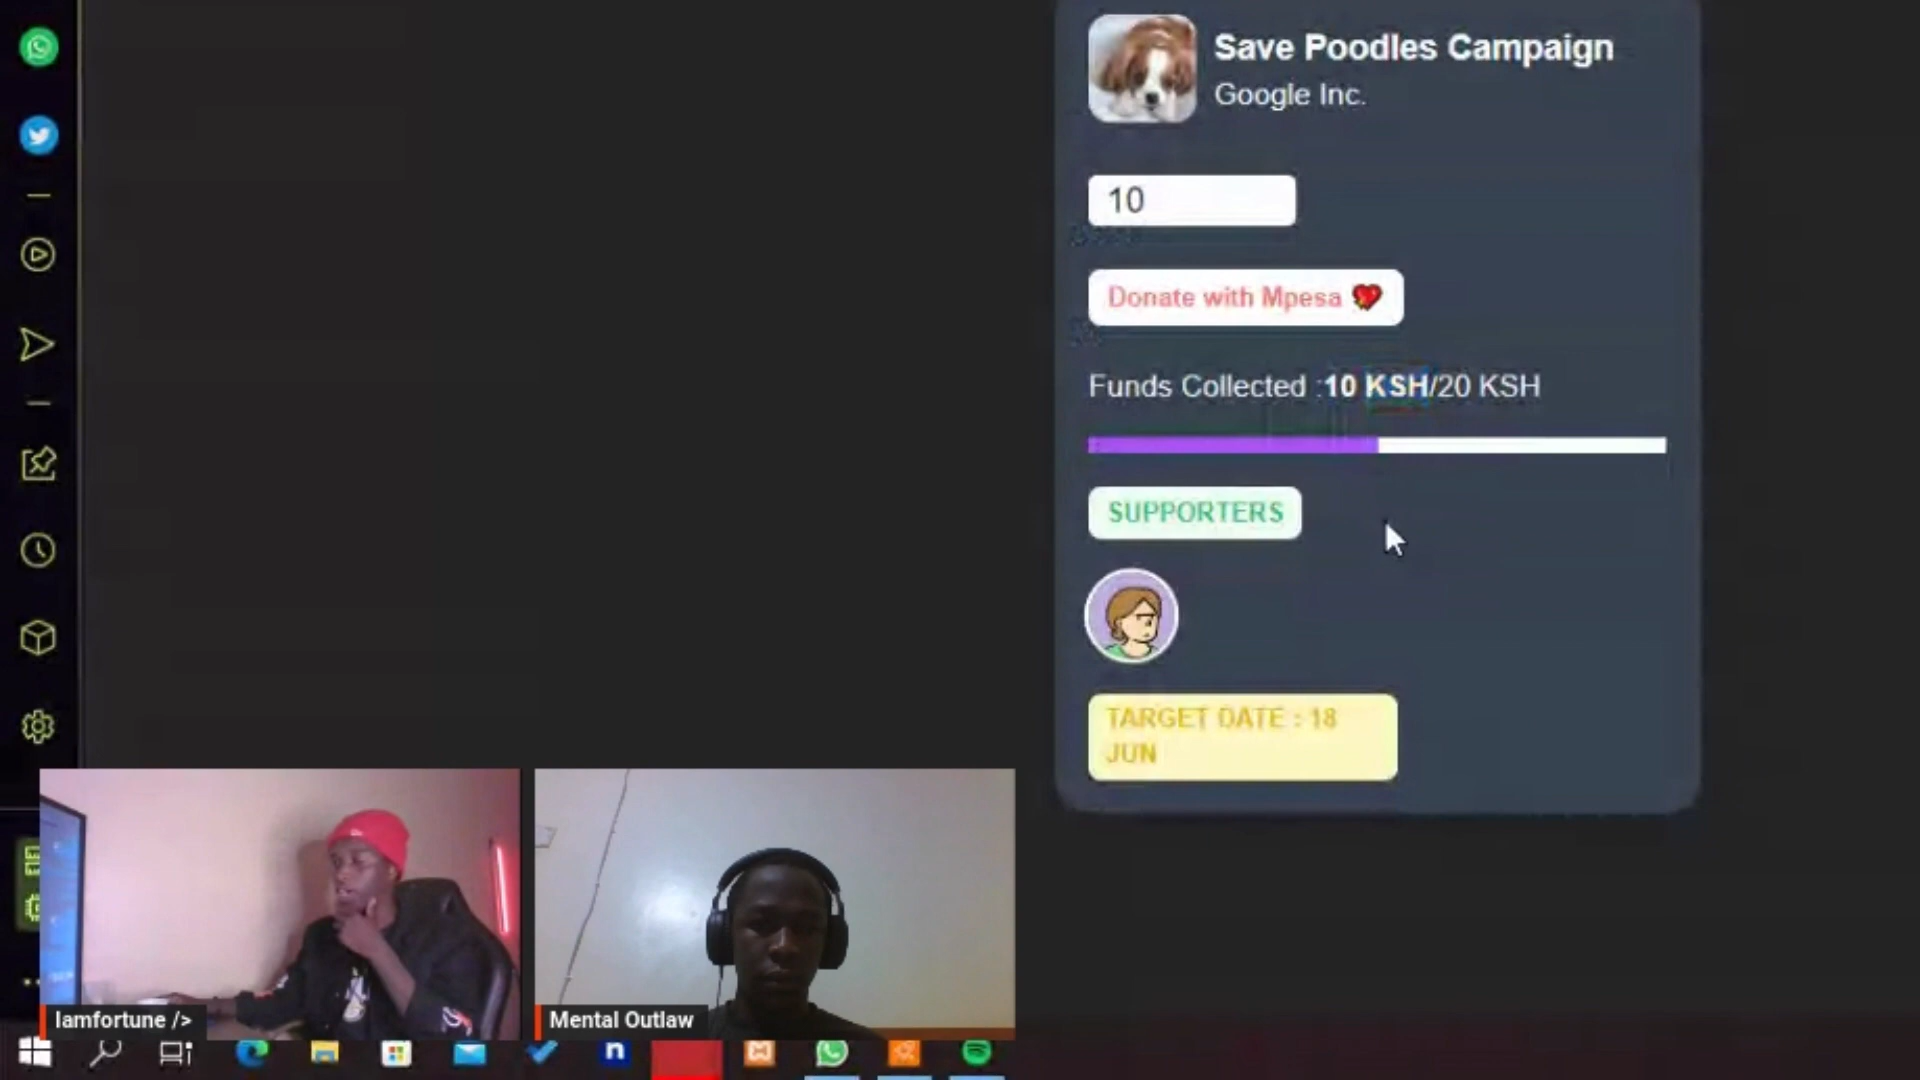 Save Poodles Campaign
Google Inc.
10
Donate with Mpesa
Funds Collected :10 KSH/20 KSH
SUPPORTERS
TARGET DATE : 18
JUN
Iamfortune />
Mental Outlaw